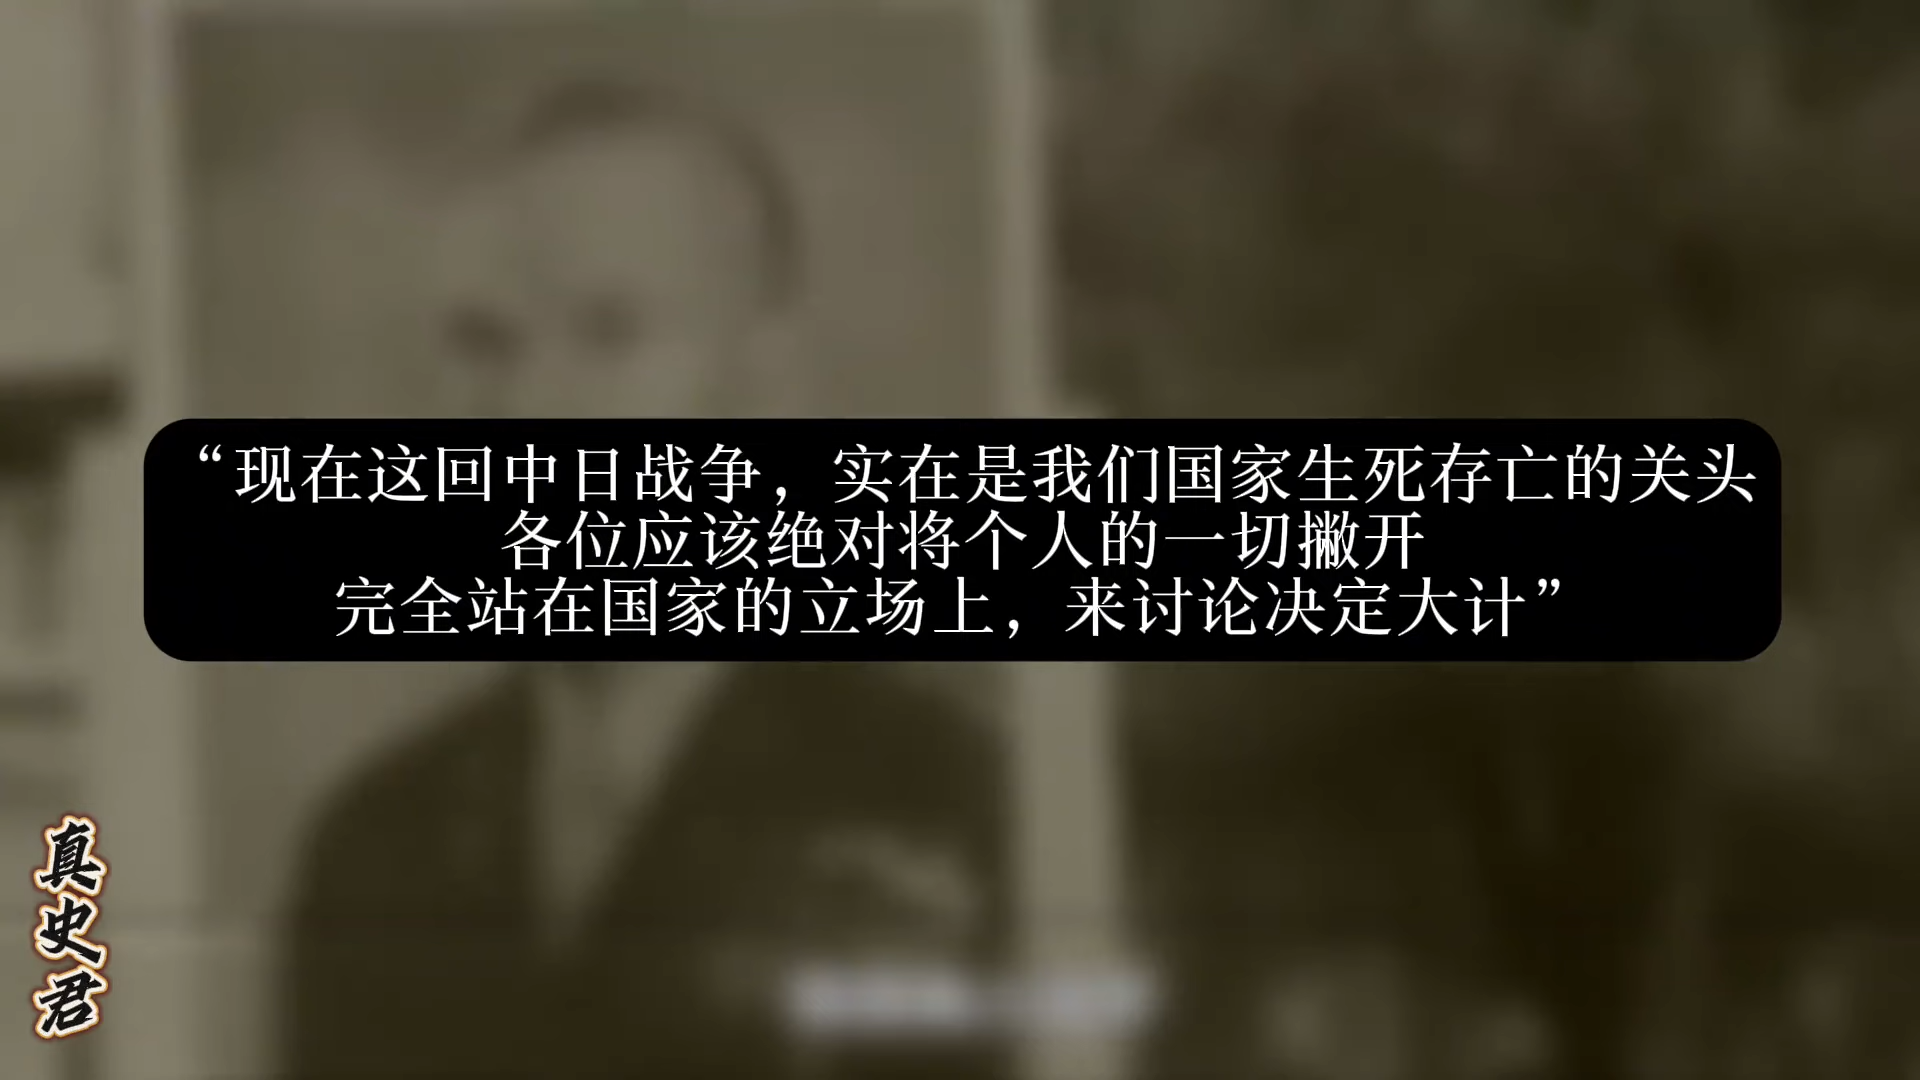 “现在这回中日战争，实在是我们国家生死存亡的关头
各位应该绝对将个人的一切撇开
完全站在国家的立场上，来讨论决定大计”
真史君